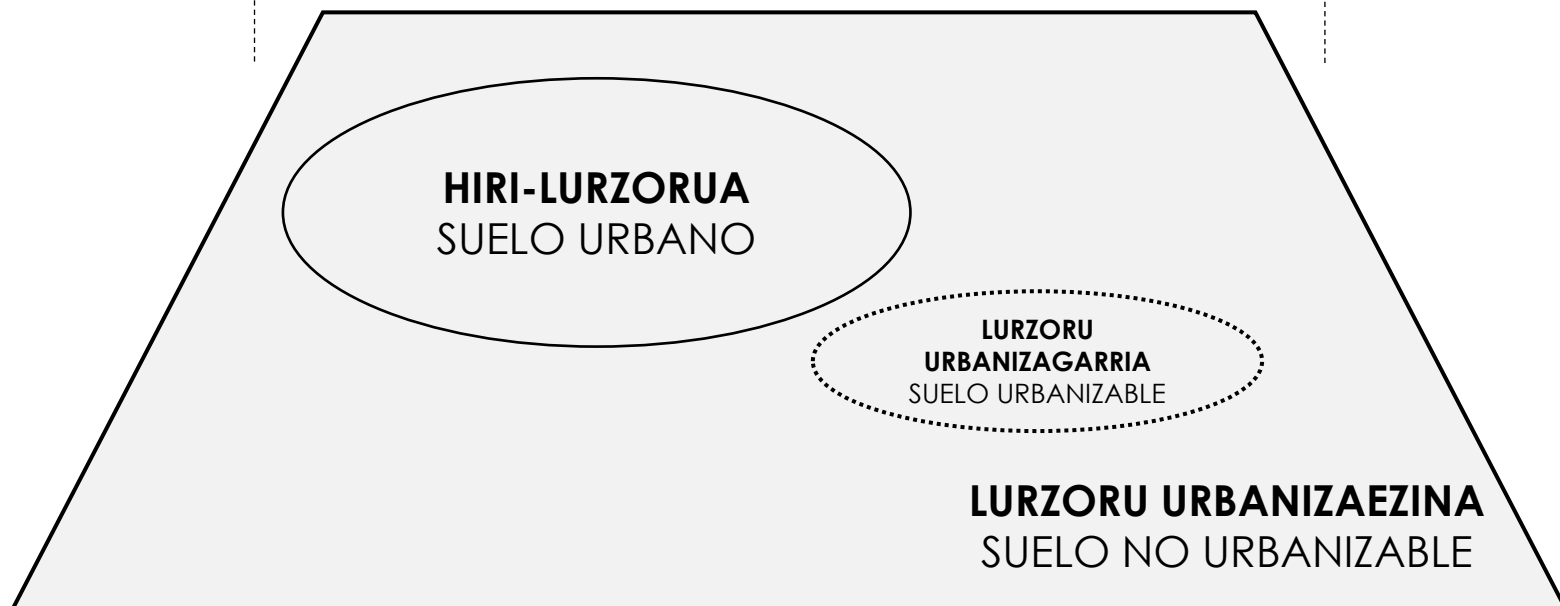 HIRI-LURZORUA
SUELO URBANO
LURZORU
URBANIZAGARRIA
SUELO URBANIZABLE
LURZORU URBANIZAEZINA
SUELO NO URBANIZABLE